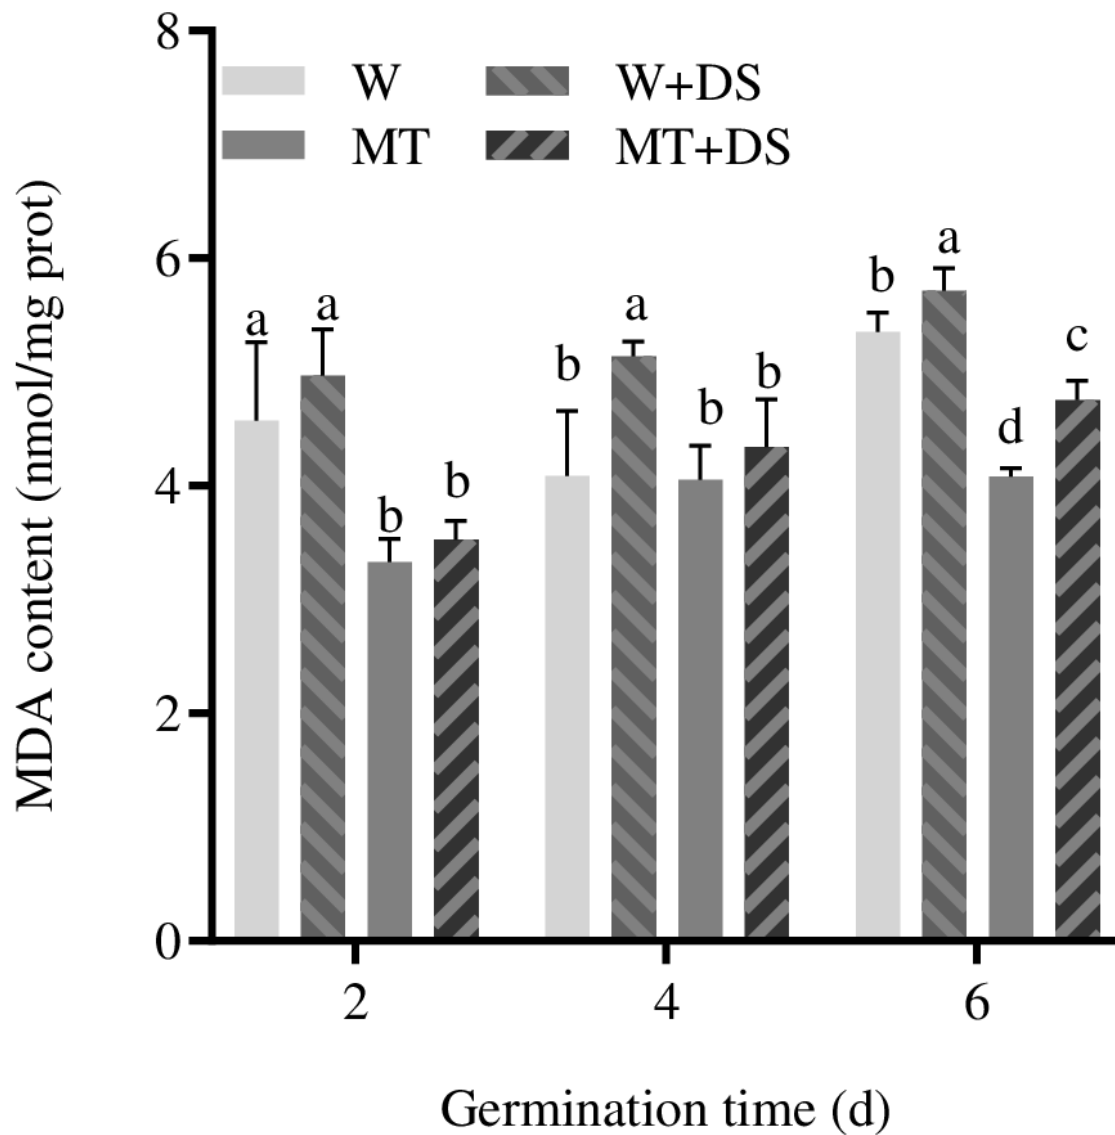 8
W
W+DS
MT
MT+DS
6
4
2
0
MDA content (nmol/mg prot)
a
a
b
b
b
a
b
b
b
a
d
c
2
4
6
Germination time (d)